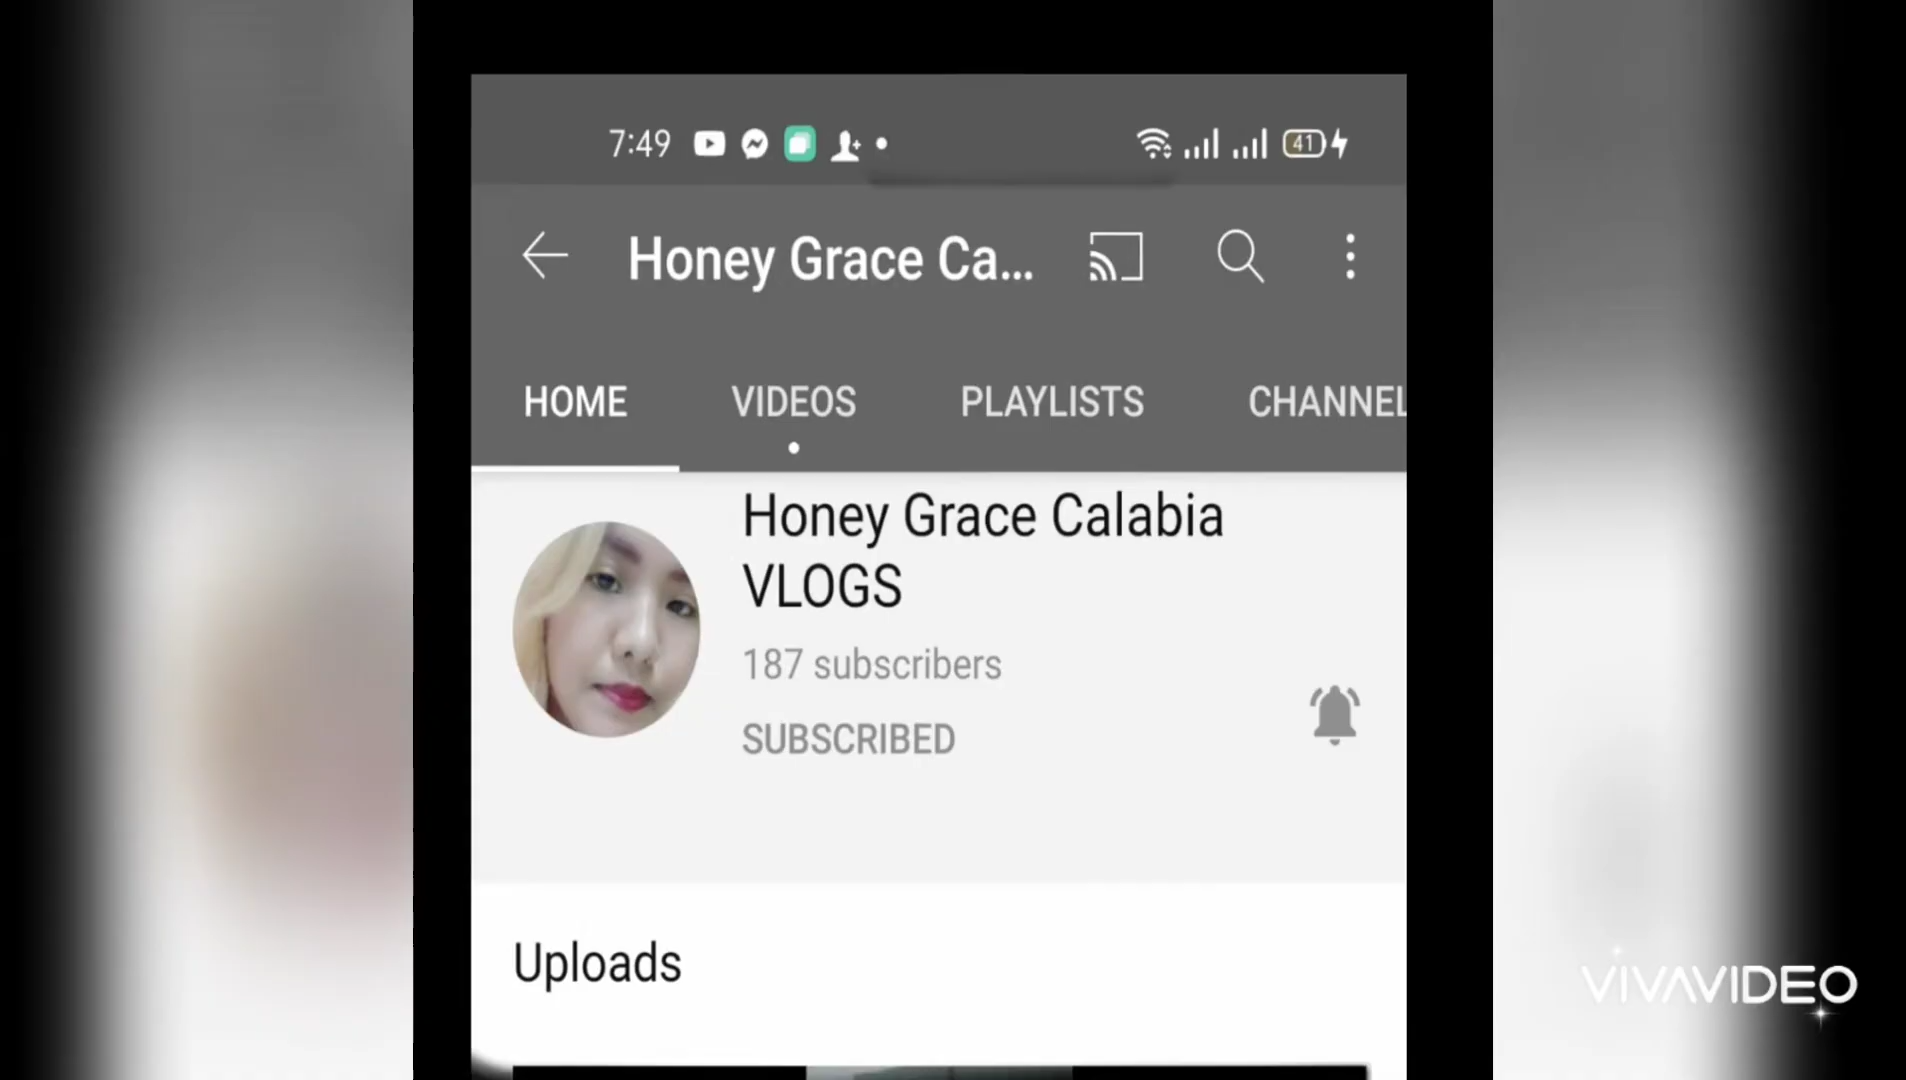 7:49
41
Honey Grace Ca...
HOME VIDEOS PLAYLISTS CHANNEL
Honey Grace Calabia
VLOGS
187 subscribers
SUBSCRIBED
Uploads
VIVAVIDEO